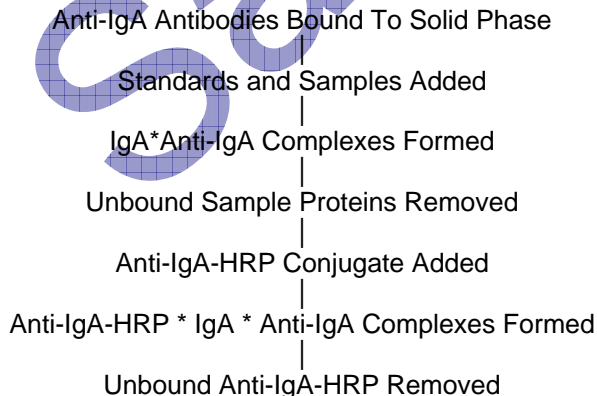 Anti-IgA Antibodies Bound To Solid Phase
Standards and Samples Added
IgA*Anti-IgA Complexes Formed
Unbound Sample Proteins Removed
Anti-IgA-HRP Conjugate Added
Anti-IgA-HRP * IgA * Anti-IgA Complexes Formed
Unbound Anti-IgA-HRP Removed